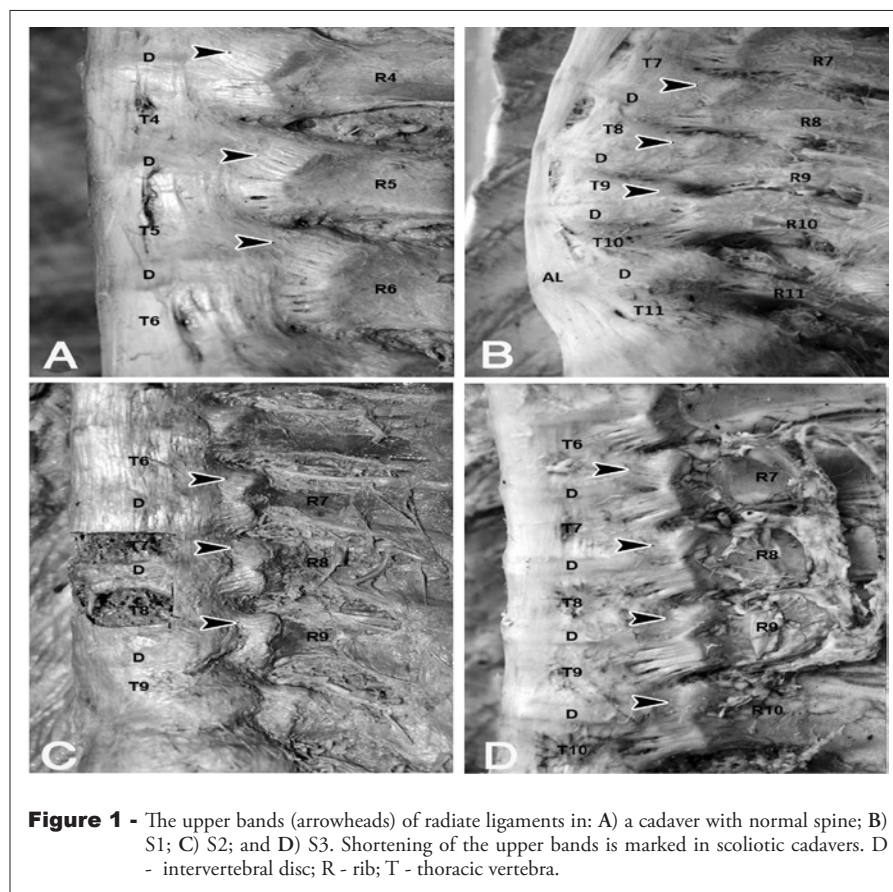 D
R4
T4
D
R5
T5
D
R6
T6
A
T7
R7
D
T8
R8
D
T9
R9
D
R10
T10
AL
D
R11
T11
B
T6
D
R7
T7
D
R8
T8
R9
D
T9
C
T6
R7
D
T7
R8
D
T8
R9
D
T9
R10
D
T10
D
Figure 1 - The upper bands (arrowheads) of radiate ligaments in: A) a cadaver with normal spine; B)
S1; C) S2; and D) S3. Shortening of the upper bands is marked in scoliotic cadavers. D
- intervertebral disc; R - rib; T - thoracic vertebra.